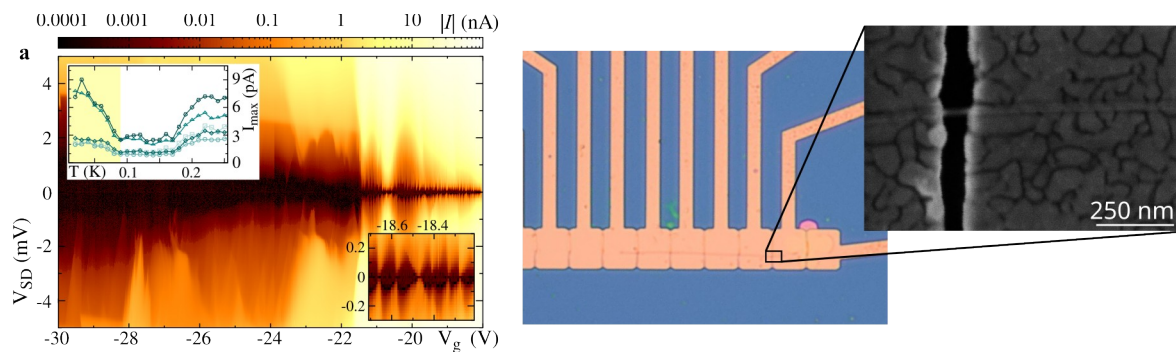 0.0001 0.001 0.01 0.1 1 10 |I| (nA)
a
4
2
0
-2
-4
V_SD (mV)
9
6
3
0
I_max (pA)
T (K) 0.1 0.2
-18.6 -18.4
0.2
0
-0.2
-30 -28 -26 -24 -22 -20 V_g (V)
250 nm